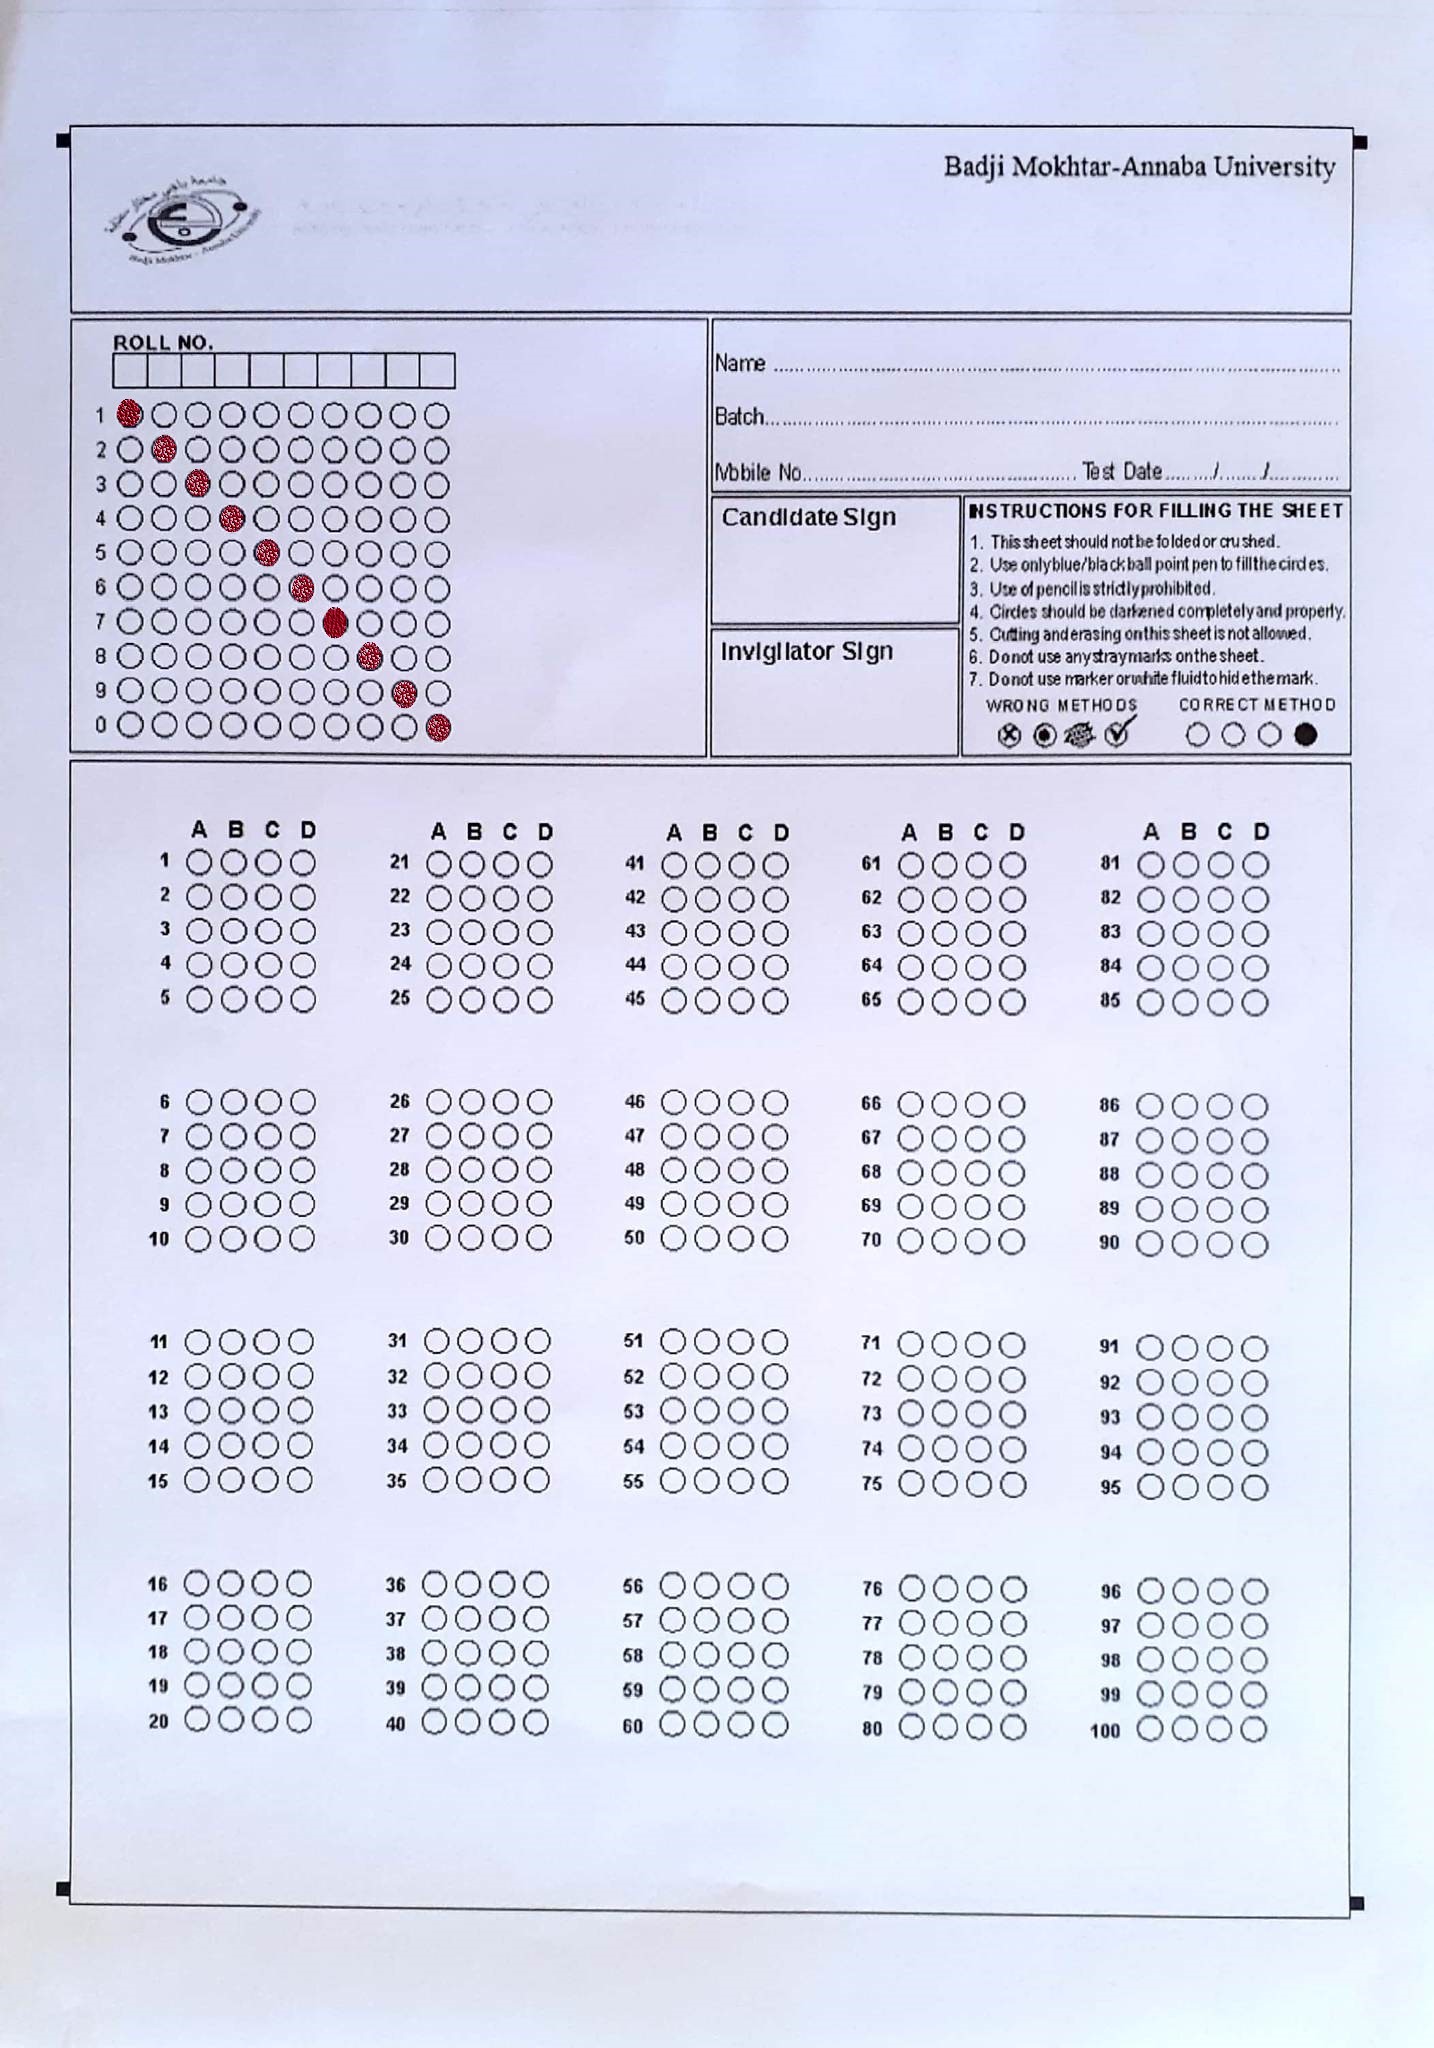 Badji Mokhtar-Annaba University
جامعة باجي مختار - عنابة
Badji Mokhtar - Annaba University
ROLL NO.
1
2
3
4
5
6
7
8
9
0
Name
Batch
Mobile No. Test Date / /
Candidate Sign
Invigilator Sign
INSTRUCTIONS FOR FILLING THE SHEET
1. This sheet should not be folded or crushed.
2. Use only blue/black ball point pen to fill the circles.
3. Use of pencil is strictly prohibited.
4. Circles should be darkened completely and properly.
5. Cutting and erasing on this sheet is not allowed.
6. Do not use any stray marks on the sheet.
7. Do not use marker or white fluid to hide the mark.
WRONG METHODS CORRECT METHOD
A B C D A B C D A B C D A B C D A B C D
1 21 41 61 81
2 22 42 62 82
3 23 43 63 83
4 24 44 64 84
5 25 45 65 85
6 26 46 66 86
7 27 47 67 87
8 28 48 68 88
9 29 49 69 89
10 30 50 70 90
11 31 51 71 91
12 32 52 72 92
13 33 53 73 93
14 34 54 74 94
15 35 55 75 95
16 36 56 76 96
17 37 57 77 97
18 38 58 78 98
19 39 59 79 99
20 40 60 80 100